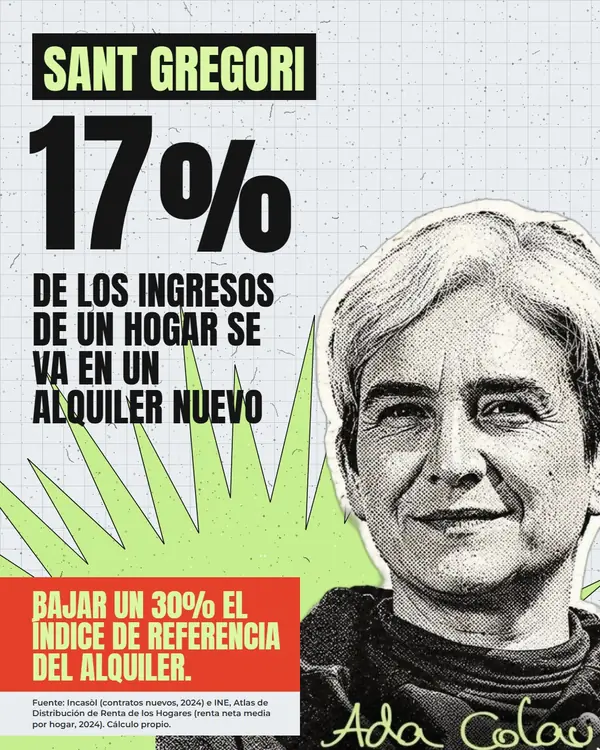 SANT GREGORI
17%
DE LOS INGRESOS
DE UN HOGAR SE
VA EN UN
ALQUILER NUEVO
BAJAR UN 30% EL
ÍNDICE DE REFERENCIA
DEL ALQUILER.
Fuente: Incasòl (contratos nuevos, 2024) e INE, Atlas de
Distribución de Renta de los Hogares (renta neta media
por hogar, 2024). Cálculo propio.
Ada Colau